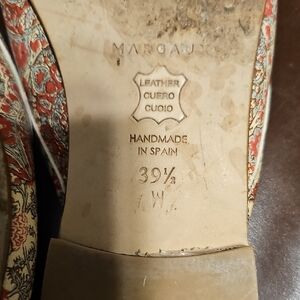 MARGAUX
LEATHER
CUERO
CUOIO
HANDMADE
IN SPAIN
39½
W